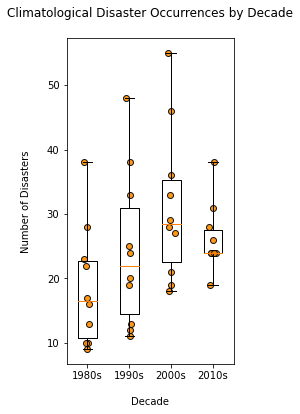 Climatological Disaster Occurrences by Decade
50
40
30
20
10
Number of Disasters
1980s 1990s 2000s 2010s
Decade